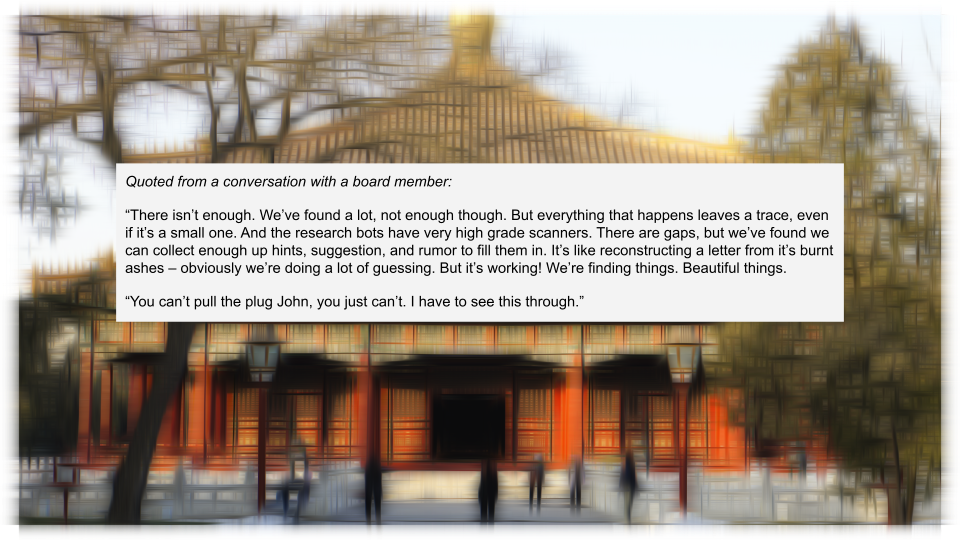 Quoted from a conversation with a board member:
“There isn’t enough. We’ve found a lot, not enough though. But everything that happens leaves a trace, even
if it’s a small one. And the research bots have very high grade scanners. There are gaps, but we’ve found we
can collect enough up hints, suggestion, and rumor to fill them in. It’s like reconstructing a letter from it’s burnt
ashes – obviously we’re doing a lot of guessing. But it’s working! We’re finding things. Beautiful things.
“You can’t pull the plug John, you just can’t. I have to see this through.”